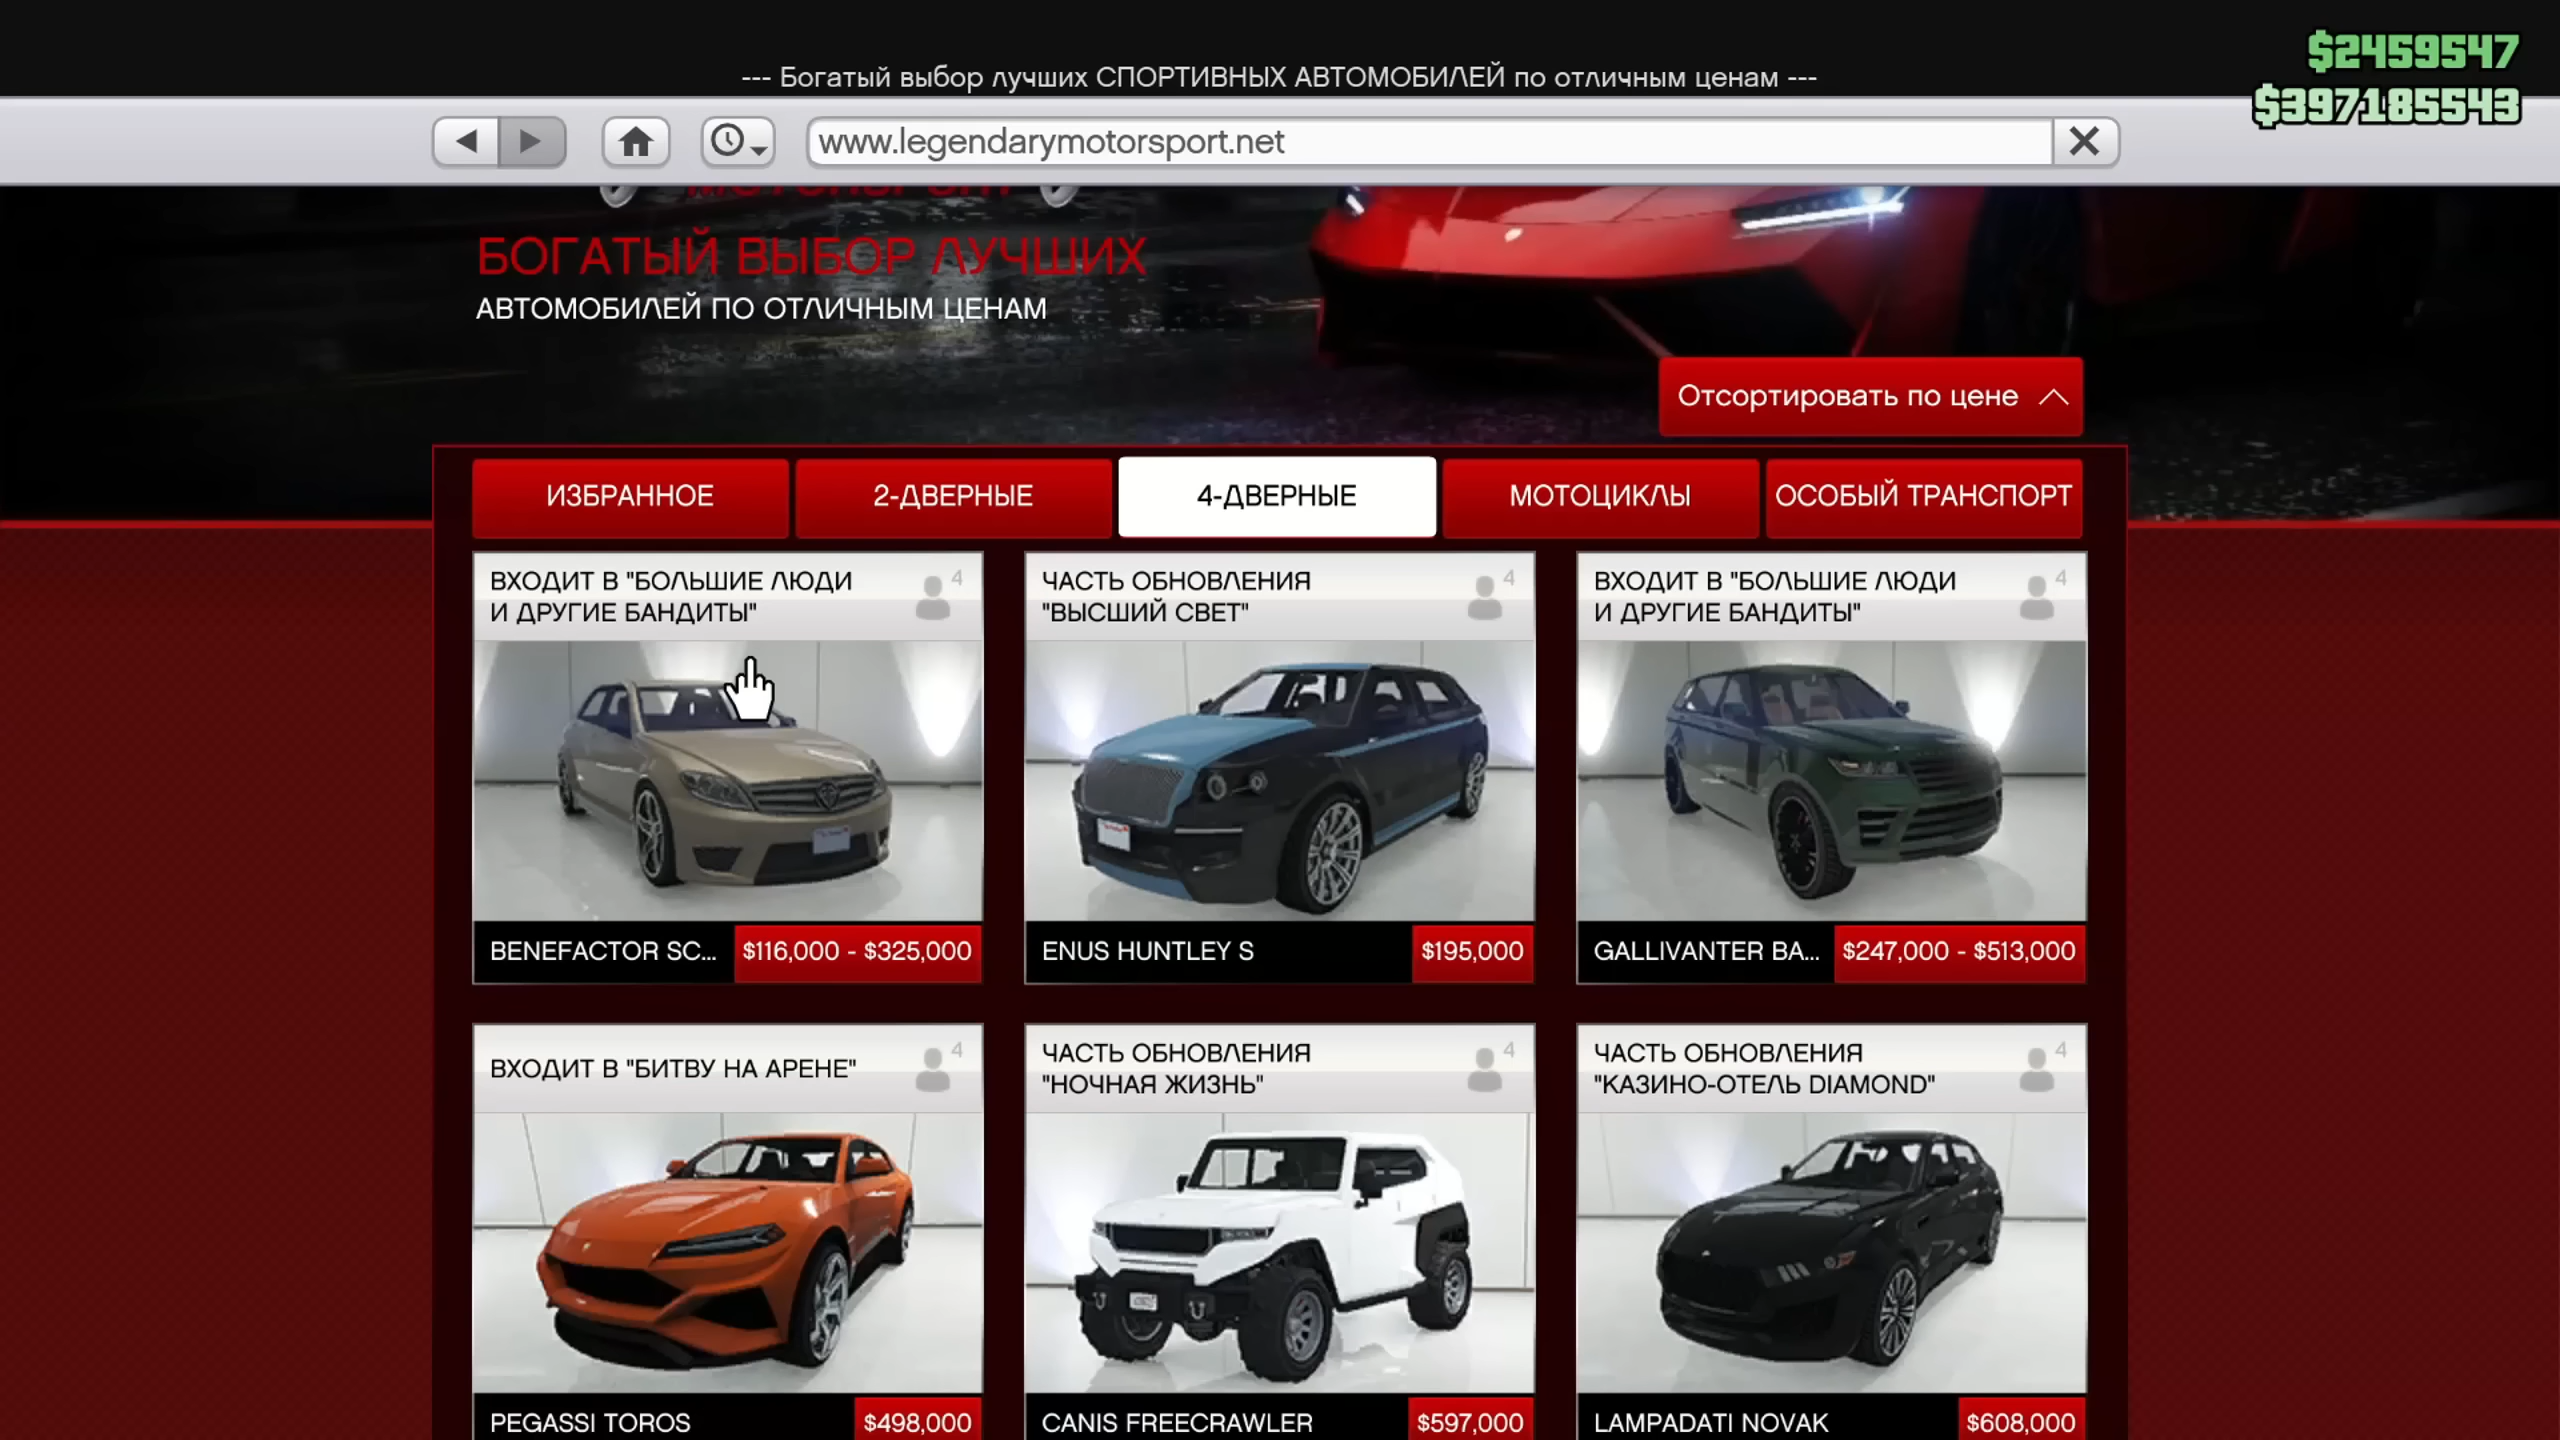 --- Богатый выбор лучших СПОРТИВНЫХ АВТОМОБИЛЕЙ по отличным ценам ---
$2459547
$397185543
www.legendarymotorsport.net
БОГАТЫЙ ВЫБОР ЛУЧШИХ
АВТОМОБИЛЕЙ ПО ОТЛИЧНЫМ ЦЕНАМ
Отсортировать по цене
ИЗБРАННОЕ
2-ДВЕРНЫЕ
4-ДВЕРНЫЕ
МОТОЦИКЛЫ
ОСОБЫЙ ТРАНСПОРТ
ВХОДИТ В "БОЛЬШИЕ ЛЮДИ
И ДРУГИЕ БАНДИТЫ"
4
BENEFACTOR SC...
$116,000 - $325,000
ЧАСТЬ ОБНОВЛЕНИЯ
"ВЫСШИЙ СВЕТ"
4
ENUS HUNTLEY S
$195,000
ВХОДИТ В "БОЛЬШИЕ ЛЮДИ
И ДРУГИЕ БАНДИТЫ"
4
GALLIVANTER BA...
$247,000 - $513,000
ВХОДИТ В "БИТВУ НА АРЕНЕ"
4
PEGASSI TOROS
$498,000
ЧАСТЬ ОБНОВЛЕНИЯ
"НОЧНАЯ ЖИЗНЬ"
4
CANIS FREECRAWLER
$597,000
ЧАСТЬ ОБНОВЛЕНИЯ
"КАЗИНО-ОТЕЛЬ DIAMOND"
4
LAMPADATI NOVAK
$608,000